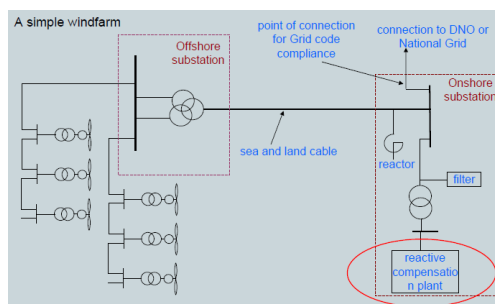 A simple windfarm
Offshore
substation
point of connection
for Grid code
compliance
connection to DNO or
National Grid
Onshore
substation
sea and land cable
reactor
filter
reactive
compensatio
n plant